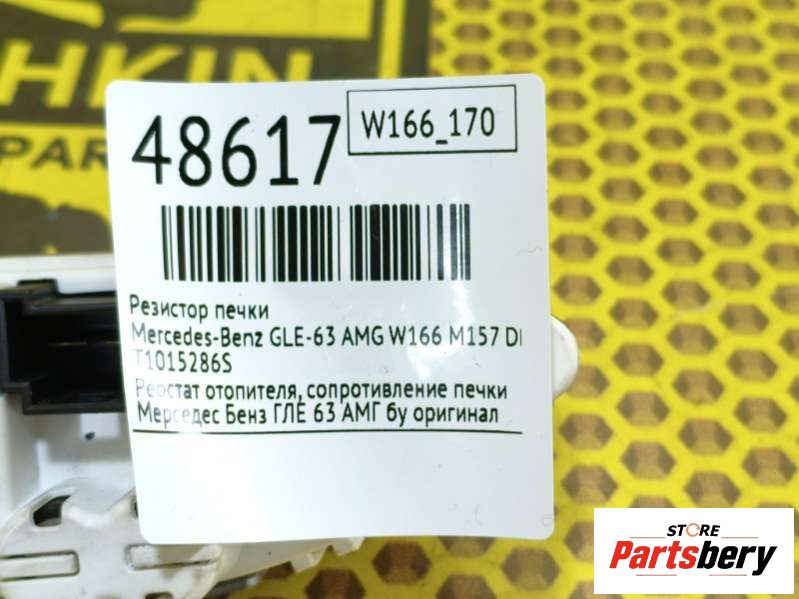 HKIN
PAR
48617
W166_170
Резистор печки
Mercedes-Benz GLE-63 AMG W166 M157 DI
T1015286S
Реостат отопителя, сопротивление печки
Мерседес Бенз ГЛЕ 63 АМГ бу оригинал
STORE
Partsbery